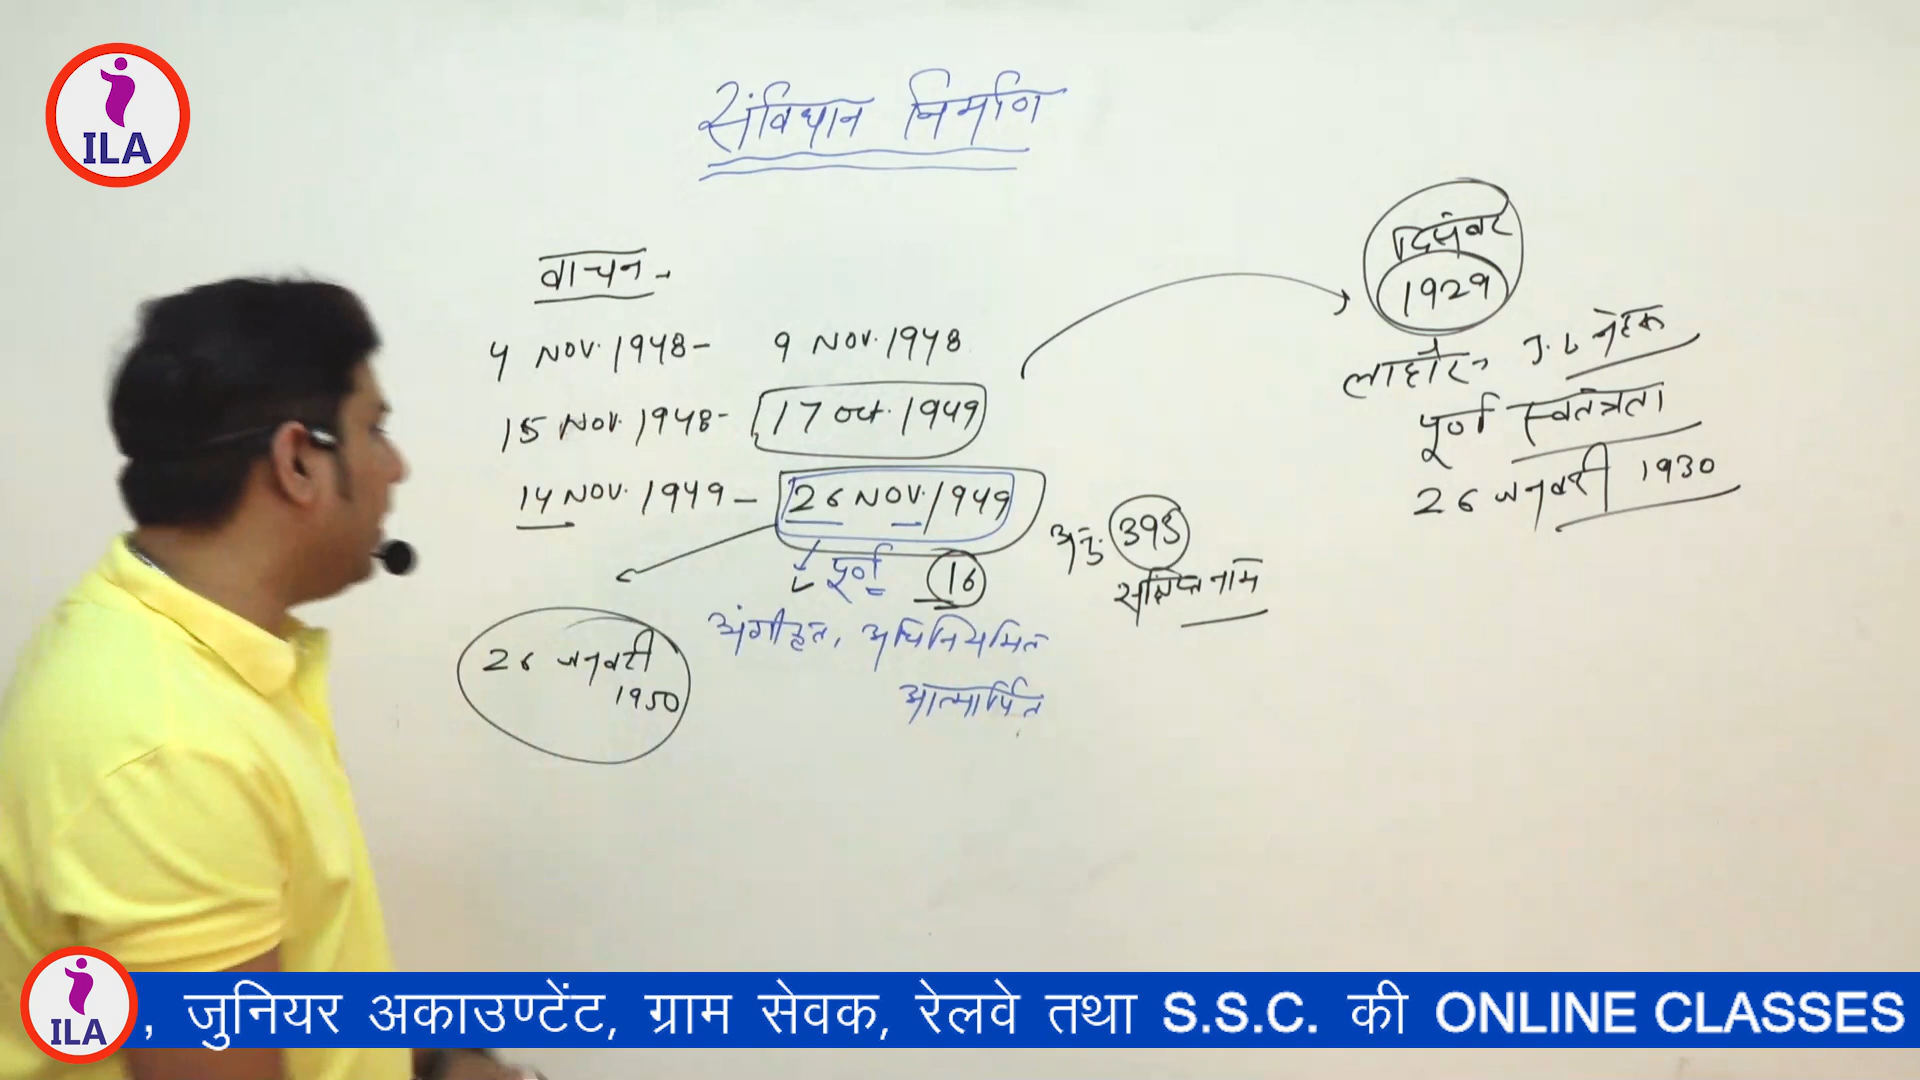 ILA
संविधान निर्माण
वाचन -
4 NOV. 1948 - 9 NOV. 1948
15 NOV. 1948 - 17 Oct. 1949
14 NOV. 1949 - 26 NOV. 1949
पूर्ण 16
अंगीकृत, अधिनियमित
आत्मार्पित
26 जनवरी
1950
अनु. 395
संक्षिप्त नाम
दिसंबर
1929
लाहौर - J. L नेहरू
पूर्ण स्वतंत्रता
26 जनवरी 1930
ILA
, जुनियर अकाउण्टेंट, ग्राम सेवक, रेलवे तथा S.S.C. की ONLINE CLASSES